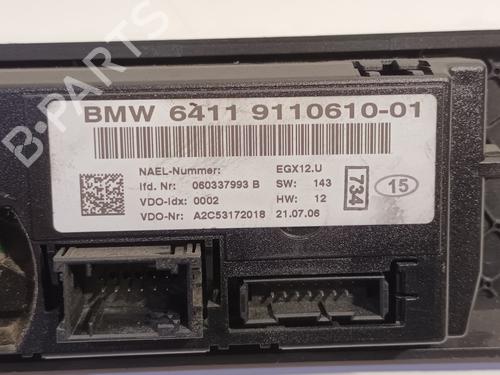 BMW 6411 9110610-01
NAEL-Nummer: EGX12.U
lfd. Nr: 060337993 B SW: 143
VDO-Idx: 0002 HW: 12
VDO-Nr: A2C53172018 21.07.06
734
15
B-PARTS